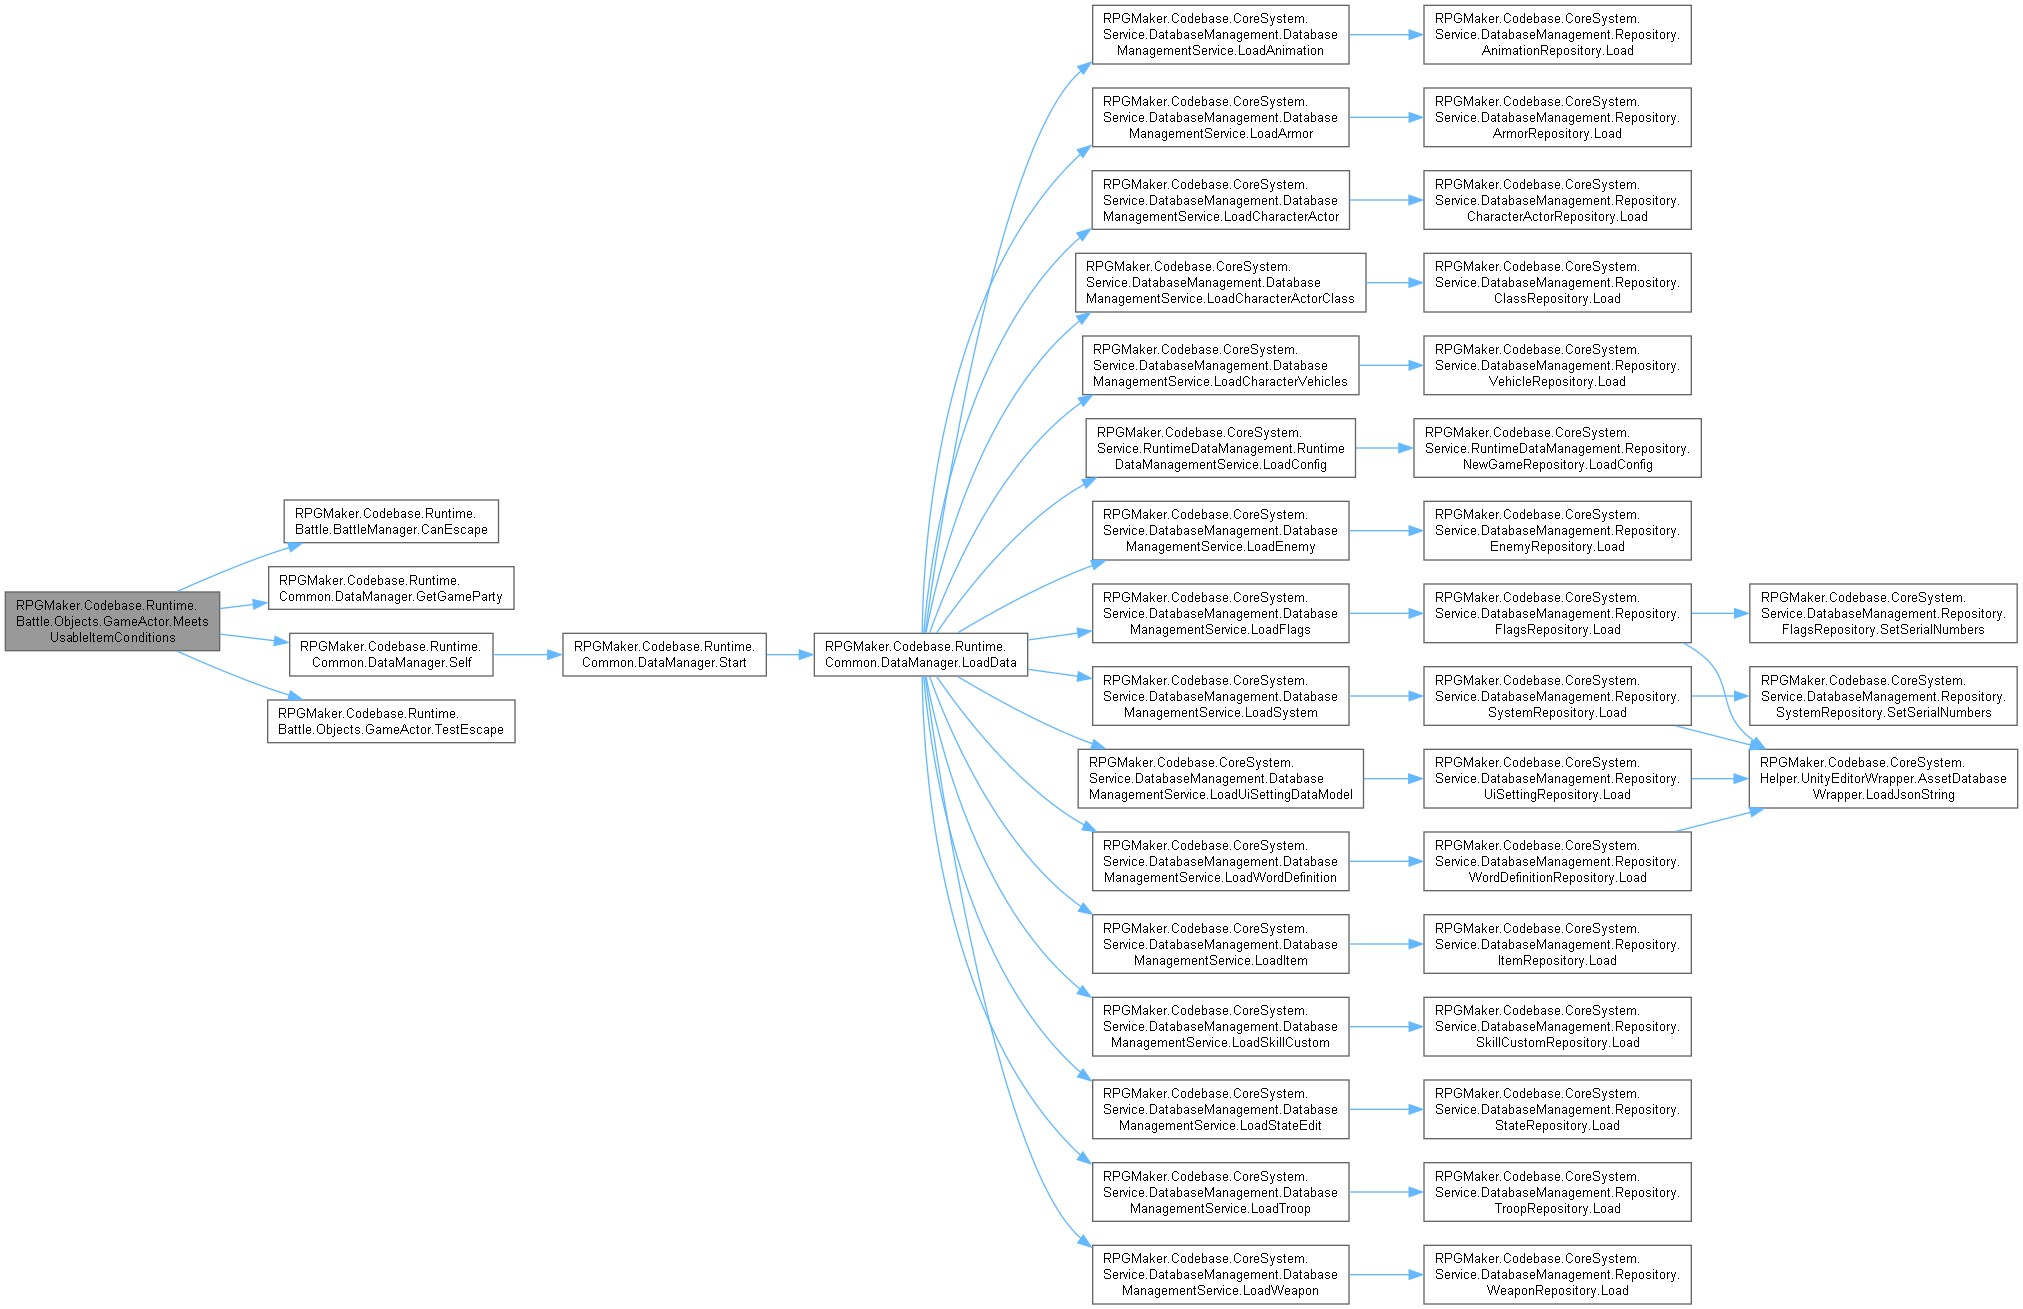 RPGMaker.Codebase.Runtime.
Battle.Objects.GameActor.Meets
UsableItemConditions
RPGMaker.Codebase.Runtime.
Battle.BattleManager.CanEscape
RPGMaker.Codebase.Runtime.
Common.DataManager.GetGameParty
RPGMaker.Codebase.Runtime.
Common.DataManager.Self
RPGMaker.Codebase.Runtime.
Battle.Objects.GameActor.TestEscape
RPGMaker.Codebase.Runtime.
Common.DataManager.Start
RPGMaker.Codebase.Runtime.
Common.DataManager.LoadData
RPGMaker.Codebase.CoreSystem.
Service.DatabaseManagement.Database
ManagementService.LoadAnimation
RPGMaker.Codebase.CoreSystem.
Service.DatabaseManagement.Repository.
AnimationRepository.Load
RPGMaker.Codebase.CoreSystem.
Service.DatabaseManagement.Database
ManagementService.LoadArmor
RPGMaker.Codebase.CoreSystem.
Service.DatabaseManagement.Repository.
ArmorRepository.Load
RPGMaker.Codebase.CoreSystem.
Service.DatabaseManagement.Database
ManagementService.LoadCharacterActor
RPGMaker.Codebase.CoreSystem.
Service.DatabaseManagement.Repository.
CharacterActorRepository.Load
RPGMaker.Codebase.CoreSystem.
Service.DatabaseManagement.Database
ManagementService.LoadCharacterActorClass
RPGMaker.Codebase.CoreSystem.
Service.DatabaseManagement.Repository.
ClassRepository.Load
RPGMaker.Codebase.CoreSystem.
Service.DatabaseManagement.Database
ManagementService.LoadCharacterVehicles
RPGMaker.Codebase.CoreSystem.
Service.DatabaseManagement.Repository.
VehicleRepository.Load
RPGMaker.Codebase.CoreSystem.
Service.RuntimeDataManagement.Runtime
DataManagementService.LoadConfig
RPGMaker.Codebase.CoreSystem.
Service.RuntimeDataManagement.Repository.
NewGameRepository.LoadConfig
RPGMaker.Codebase.CoreSystem.
Service.DatabaseManagement.Database
ManagementService.LoadEnemy
RPGMaker.Codebase.CoreSystem.
Service.DatabaseManagement.Repository.
EnemyRepository.Load
RPGMaker.Codebase.CoreSystem.
Service.DatabaseManagement.Database
ManagementService.LoadFlags
RPGMaker.Codebase.CoreSystem.
Service.DatabaseManagement.Repository.
FlagsRepository.Load
RPGMaker.Codebase.CoreSystem.
Service.DatabaseManagement.Repository.
FlagsRepository.SetSerialNumbers
RPGMaker.Codebase.CoreSystem.
Service.DatabaseManagement.Database
ManagementService.LoadSystem
RPGMaker.Codebase.CoreSystem.
Service.DatabaseManagement.Repository.
SystemRepository.Load
RPGMaker.Codebase.CoreSystem.
Service.DatabaseManagement.Repository.
SystemRepository.SetSerialNumbers
RPGMaker.Codebase.CoreSystem.
Service.DatabaseManagement.Database
ManagementService.LoadUiSettingDataModel
RPGMaker.Codebase.CoreSystem.
Service.DatabaseManagement.Repository.
UiSettingRepository.Load
RPGMaker.Codebase.CoreSystem.
Helper.UnityEditorWrapper.AssetDatabase
Wrapper.LoadJsonString
RPGMaker.Codebase.CoreSystem.
Service.DatabaseManagement.Database
ManagementService.LoadWordDefinition
RPGMaker.Codebase.CoreSystem.
Service.DatabaseManagement.Repository.
WordDefinitionRepository.Load
RPGMaker.Codebase.CoreSystem.
Service.DatabaseManagement.Database
ManagementService.LoadItem
RPGMaker.Codebase.CoreSystem.
Service.DatabaseManagement.Repository.
ItemRepository.Load
RPGMaker.Codebase.CoreSystem.
Service.DatabaseManagement.Database
ManagementService.LoadSkillCustom
RPGMaker.Codebase.CoreSystem.
Service.DatabaseManagement.Repository.
SkillCustomRepository.Load
RPGMaker.Codebase.CoreSystem.
Service.DatabaseManagement.Database
ManagementService.LoadStateEdit
RPGMaker.Codebase.CoreSystem.
Service.DatabaseManagement.Repository.
StateRepository.Load
RPGMaker.Codebase.CoreSystem.
Service.DatabaseManagement.Database
ManagementService.LoadTroop
RPGMaker.Codebase.CoreSystem.
Service.DatabaseManagement.Repository.
TroopRepository.Load
RPGMaker.Codebase.CoreSystem.
Service.DatabaseManagement.Database
ManagementService.LoadWeapon
RPGMaker.Codebase.CoreSystem.
Service.DatabaseManagement.Repository.
WeaponRepository.Load